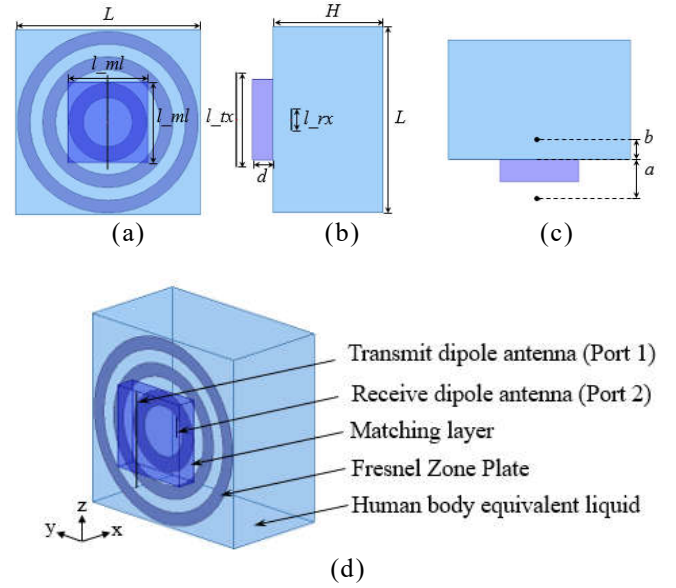 L
l_ml
l_ml
(a)
H
l_tx
l_rx
L
d
(b)
b
a
(c)
Transmit dipole antenna (Port 1)
Receive dipole antenna (Port 2)
Matching layer
Fresnel Zone Plate
Human body equivalent liquid
z
y
x
(d)